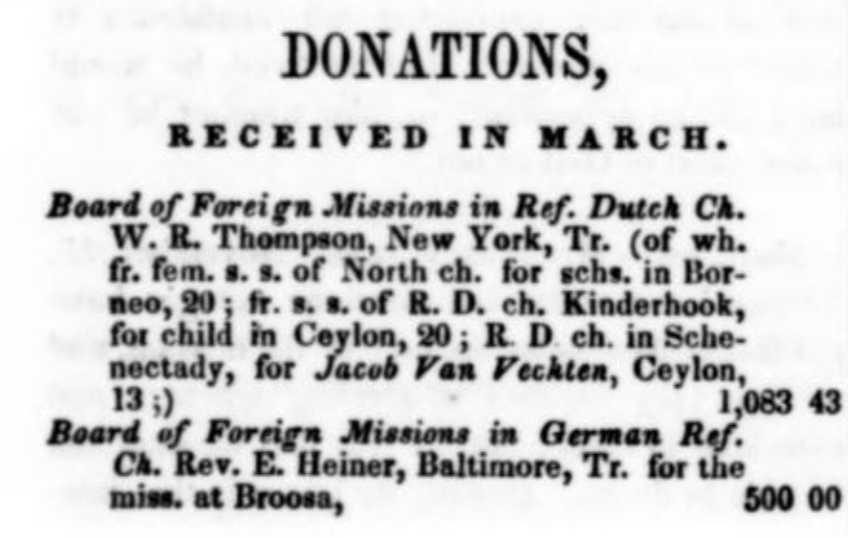 DONATIONS,
RECEIVED IN MARCH.
Board of Foreign Missions in Ref. Dutch Ch.
W. R. Thompson, New York, Tr. (of wh.
fr. fem. s. s. of North ch. for schs. in Bor-
neo, 20; fr. s. s. of R. D. ch. Kinderhook,
for child in Ceylon, 20; R. D. ch. in Sche-
nectady, for Jacob Van Vechten, Ceylon,
13;) 1,083 43
Board of Foreign Missions in German Ref.
Ch. Rev. E. Heiner, Baltimore, Tr. for the
miss. at Broosa, 500 00